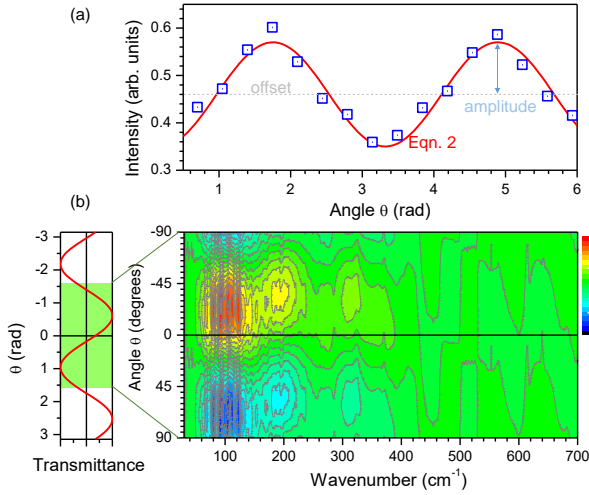 (a)
Intensity (arb. units)
0.6
0.5
0.4
0.3
offset
amplitude
Eqn. 2
1
2
3
4
5
6
Angle θ (rad)
(b)
θ (rad)
-3
-2
-1
0
1
2
3
Transmittance
Angle θ (degrees)
-90
-45
0
45
90
100
200
300
400
500
600
700
Wavenumber (cm⁻¹)